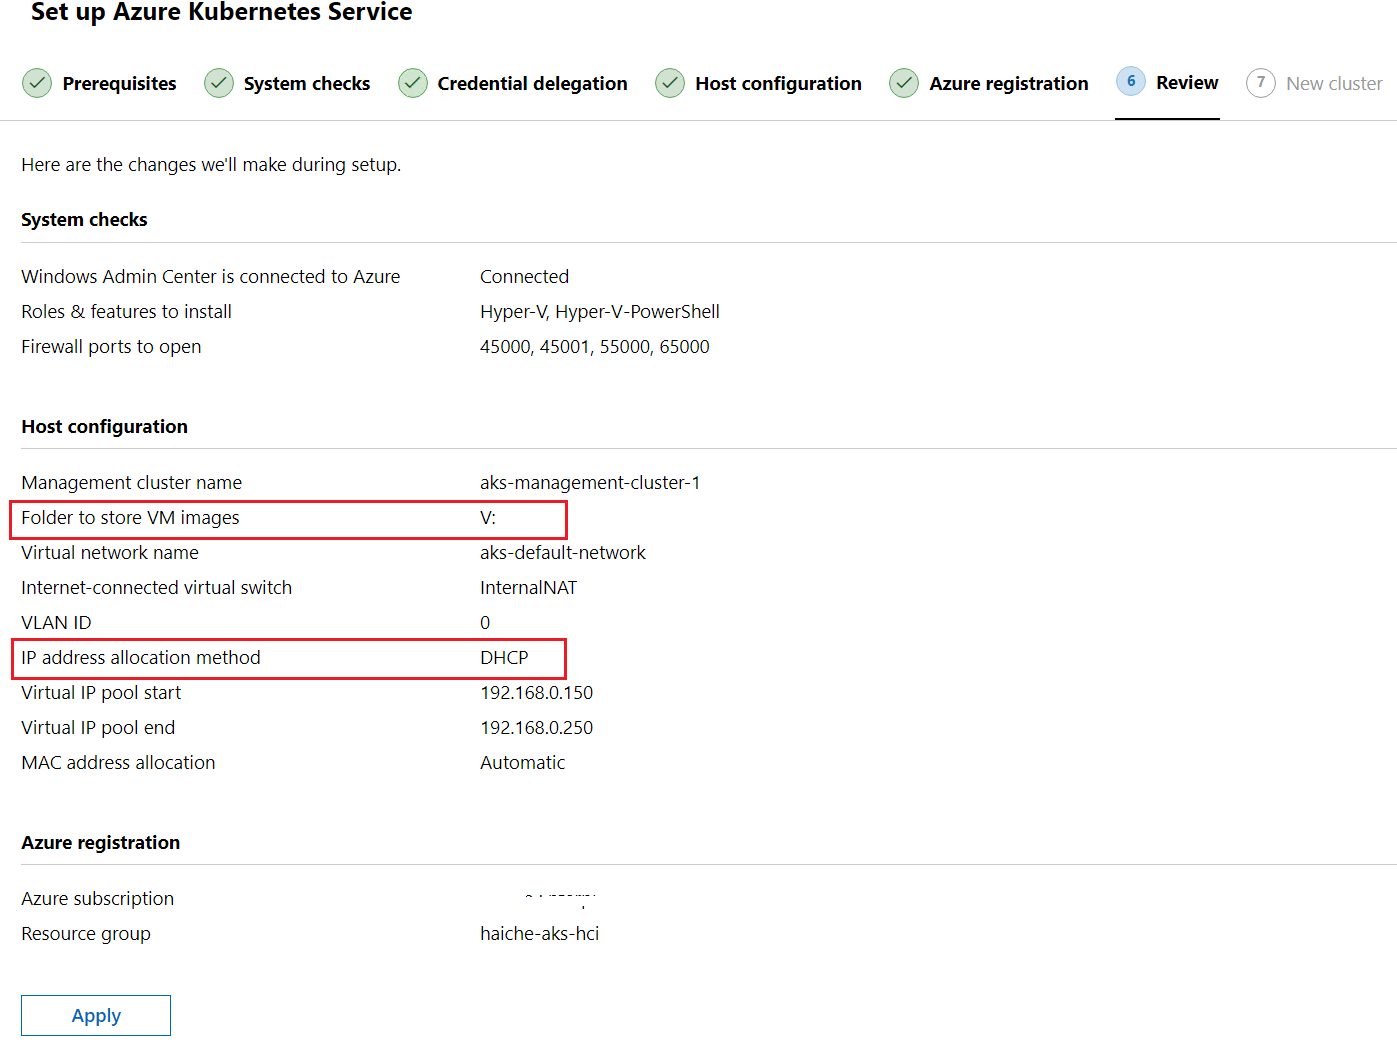 Set up Azure Kubernetes Service
Prerequisites System checks Credential delegation Host configuration Azure registration 6 Review 7 New cluster
Here are the changes we'll make during setup.
System checks
Windows Admin Center is connected to Azure Connected
Roles & features to install Hyper-V, Hyper-V-PowerShell
Firewall ports to open 45000, 45001, 55000, 65000
Host configuration
Management cluster name aks-management-cluster-1
Folder to store VM images V:
Virtual network name aks-default-network
Internet-connected virtual switch InternalNAT
VLAN ID 0
IP address allocation method DHCP
Virtual IP pool start 192.168.0.150
Virtual IP pool end 192.168.0.250
MAC address allocation Automatic
Azure registration
Azure subscription
Resource group haiche-aks-hci
Apply